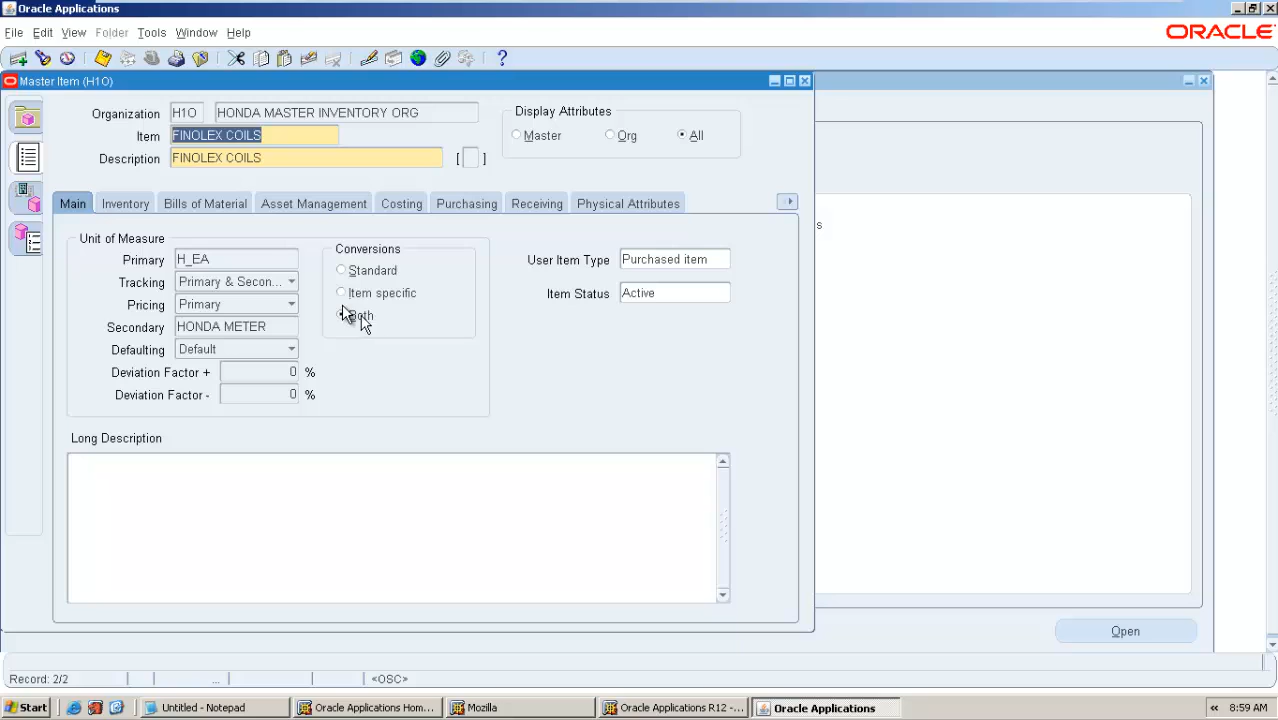 Oracle Applications
File Edit View Folder Tools Window Help
ORACLE
Master Item (H1O)
Organization H1O HONDA MASTER INVENTORY ORG
Item FINOLEX COILS
Description FINOLEX COILS [ ]
Display Attributes
Master Org All
Main Inventory Bills of Material Asset Management Costing Purchasing Receiving Physical Attributes
Unit of Measure
Primary H_EA
Tracking Primary & Secon...
Pricing Primary
Secondary HONDA METER
Defaulting Default
Deviation Factor + 0 %
Deviation Factor - 0 %
Conversions
Standard
Item specific
Both
User Item Type Purchased item
Item Status Active
s
Long Description
Open
Record: 2/2 ... <OSC>
Start Untitled - Notepad Oracle Applications Hom... Mozilla Oracle Applications R12 -... Oracle Applications « 8:59 AM